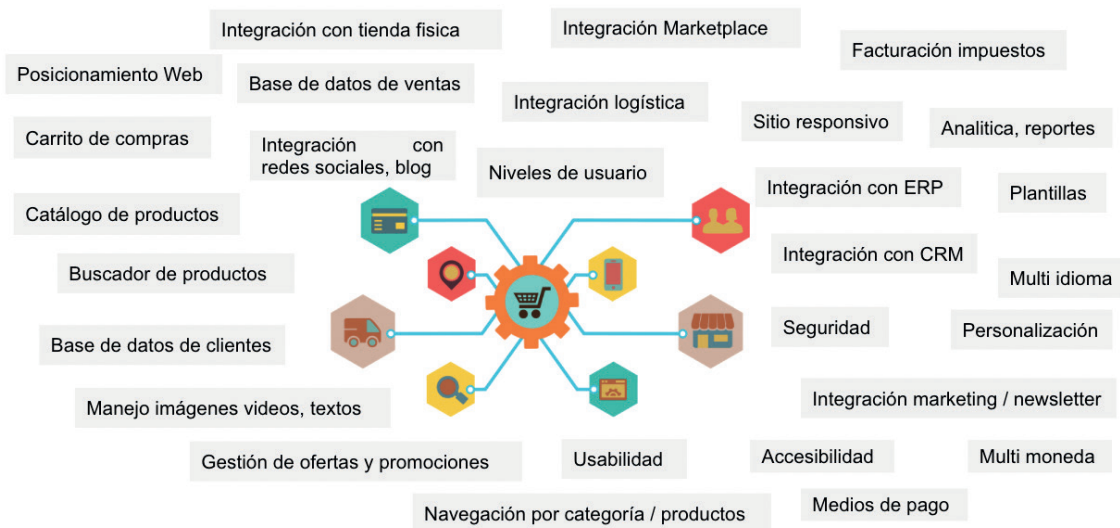 Integración con tienda fisica
Integración Marketplace
Facturación impuestos
Posicionamiento Web
Base de datos de ventas
Integración logística
Sitio responsivo
Analitica, reportes
Carrito de compras
Integración con
redes sociales, blog
Niveles de usuario
Integración con ERP
Plantillas
Catálogo de productos
Integración con CRM
Buscador de productos
Multi idioma
Seguridad
Personalización
Base de datos de clientes
Manejo imágenes videos, textos
Integración marketing / newsletter
Gestión de ofertas y promociones
Usabilidad
Accesibilidad
Multi moneda
Navegación por categoría / productos
Medios de pago